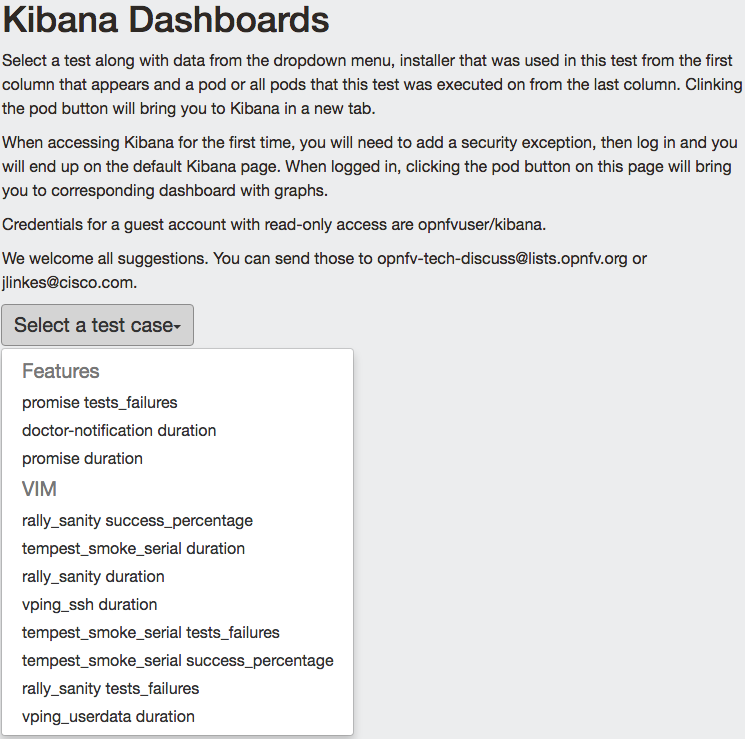 Kibana Dashboards
Select a test along with data from the dropdown menu, installer that was used in this test from the first
column that appears and a pod or all pods that this test was executed on from the last column. Clinking
the pod button will bring you to Kibana in a new tab.
When accessing Kibana for the first time, you will need to add a security exception, then log in and you
will end up on the default Kibana page. When logged in, clicking the pod button on this page will bring
you to corresponding dashboard with graphs.
Credentials for a guest account with read-only access are opnfvuser/kibana.
We welcome all suggestions. You can send those to opnfv-tech-discuss@lists.opnfv.org or
jlinkes@cisco.com.
Select a test case
Features
promise tests_failures
doctor-notification duration
promise duration
VIM
rally_sanity success_percentage
tempest_smoke_serial duration
rally_sanity duration
vping_ssh duration
tempest_smoke_serial tests_failures
tempest_smoke_serial success_percentage
rally_sanity tests_failures
vping_userdata duration